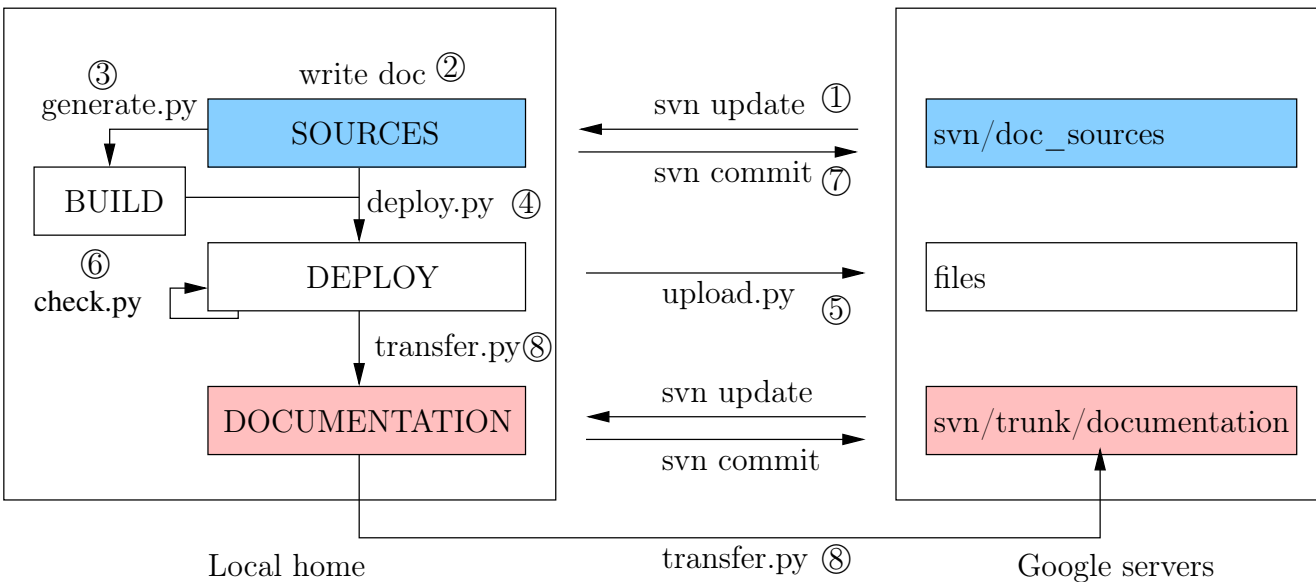 ③
write doc ②
generate.py
svn update ①
SOURCES
svn/doc_sources
svn commit ⑦
BUILD
deploy.py ④
⑥
DEPLOY
files
check.py
upload.py ⑤
transfer.py⑧
svn update
DOCUMENTATION
svn/trunk/documentation
svn commit
Local home
transfer.py ⑧
Google servers